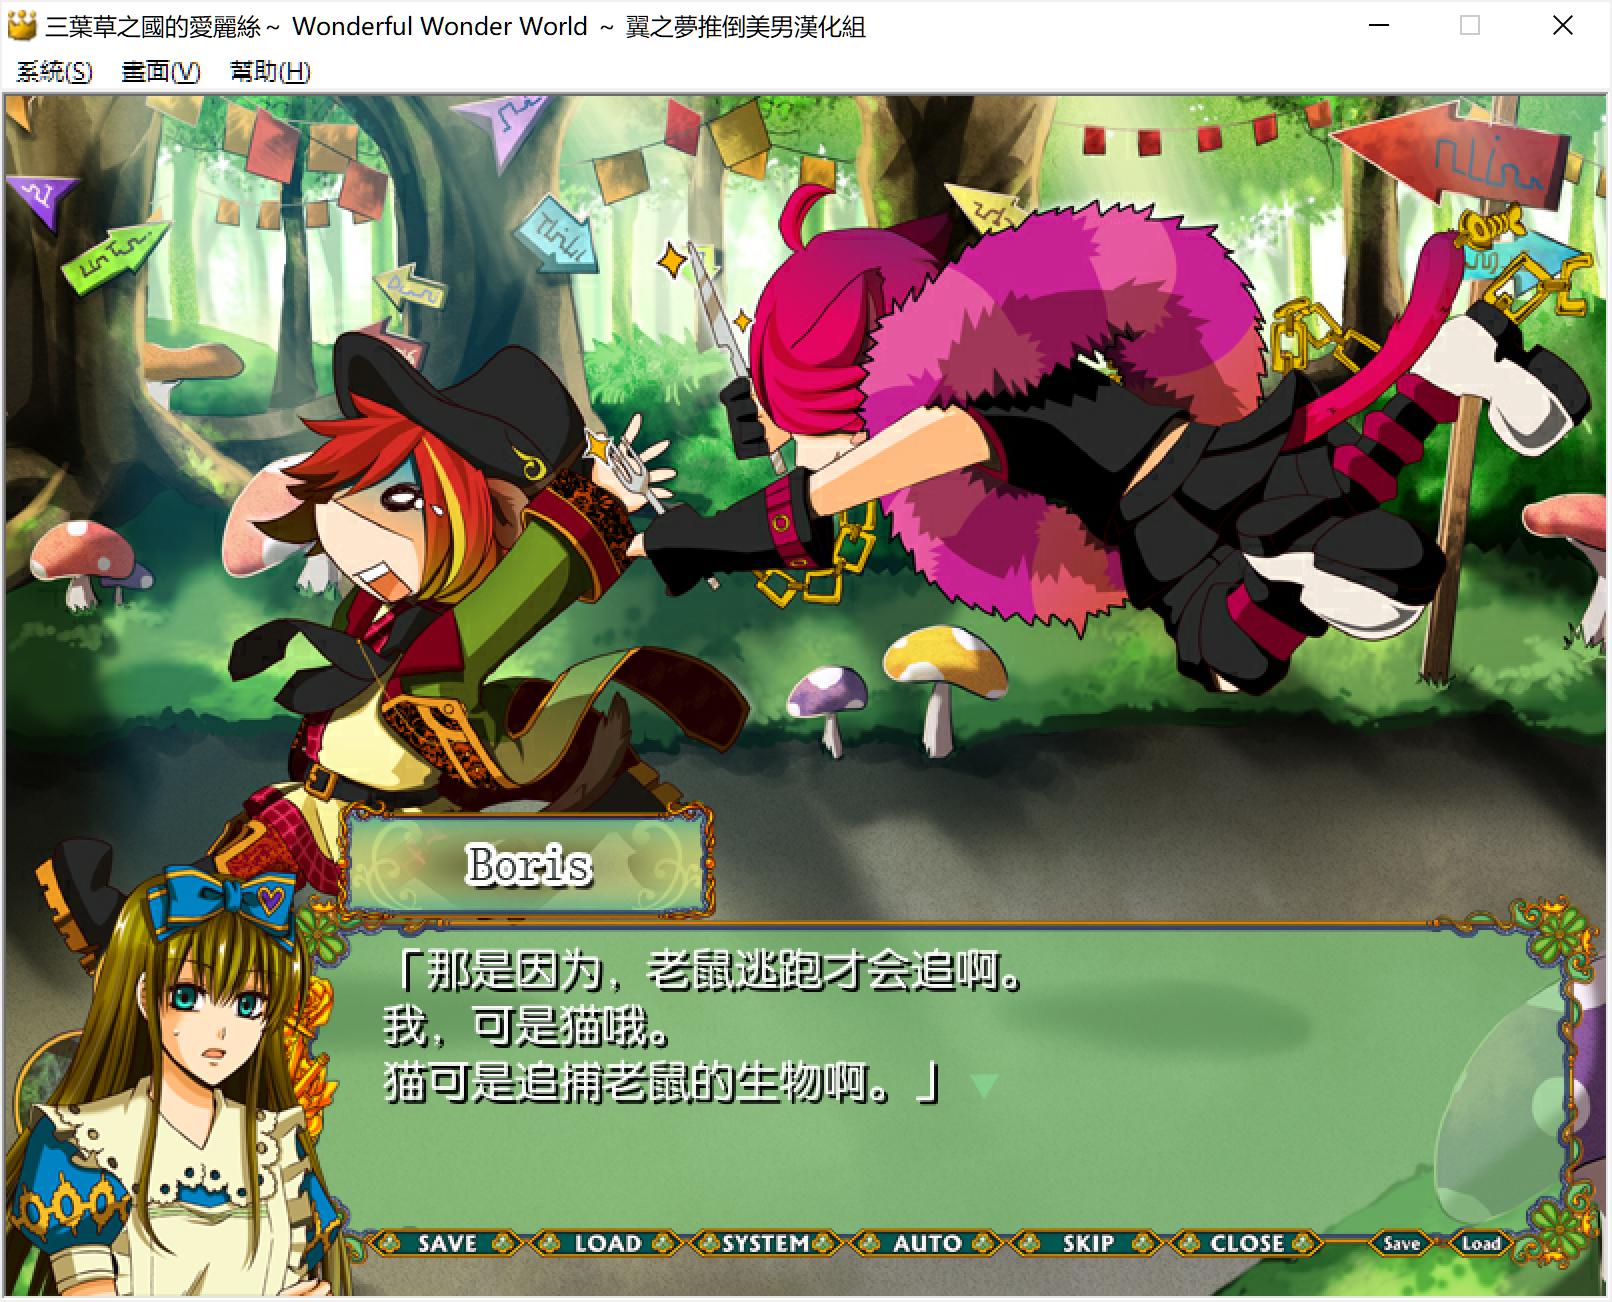 三葉草之國的愛麗絲～ Wonderful Wonder World ～ 翼之夢推倒美男漢化組
系統(S) 畫面(V) 幫助(H)
Boris
「那是因为，老鼠逃跑才会追啊。
我，可是猫哦。
猫可是追捕老鼠的生物啊。」
SAVE LOAD SYSTEM AUTO SKIP CLOSE Save Load